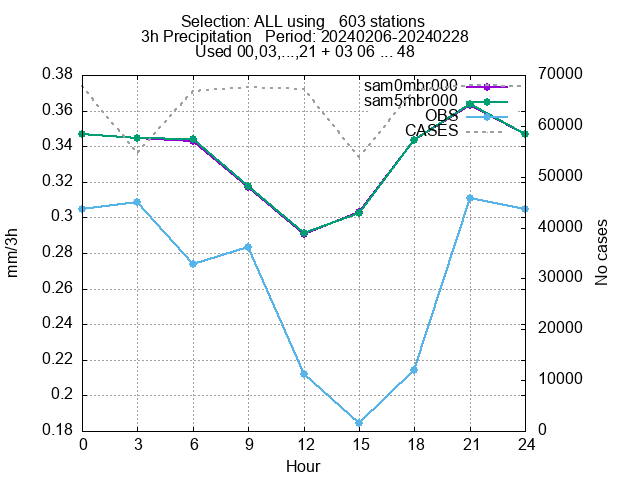 Selection: ALL using   603 stations
3h Precipitation   Period: 20240206-20240228
Used 00,03,...,21 + 03 06 ... 48
sam0mbr000
sam5mbr000
OBS
CASES
0.38
0.36
0.34
0.32
0.3
0.28
0.26
0.24
0.22
0.2
0.18
mm/3h
70000
60000
50000
40000
30000
20000
10000
0
No cases
0 3 6 9 12 15 18 21 24
Hour